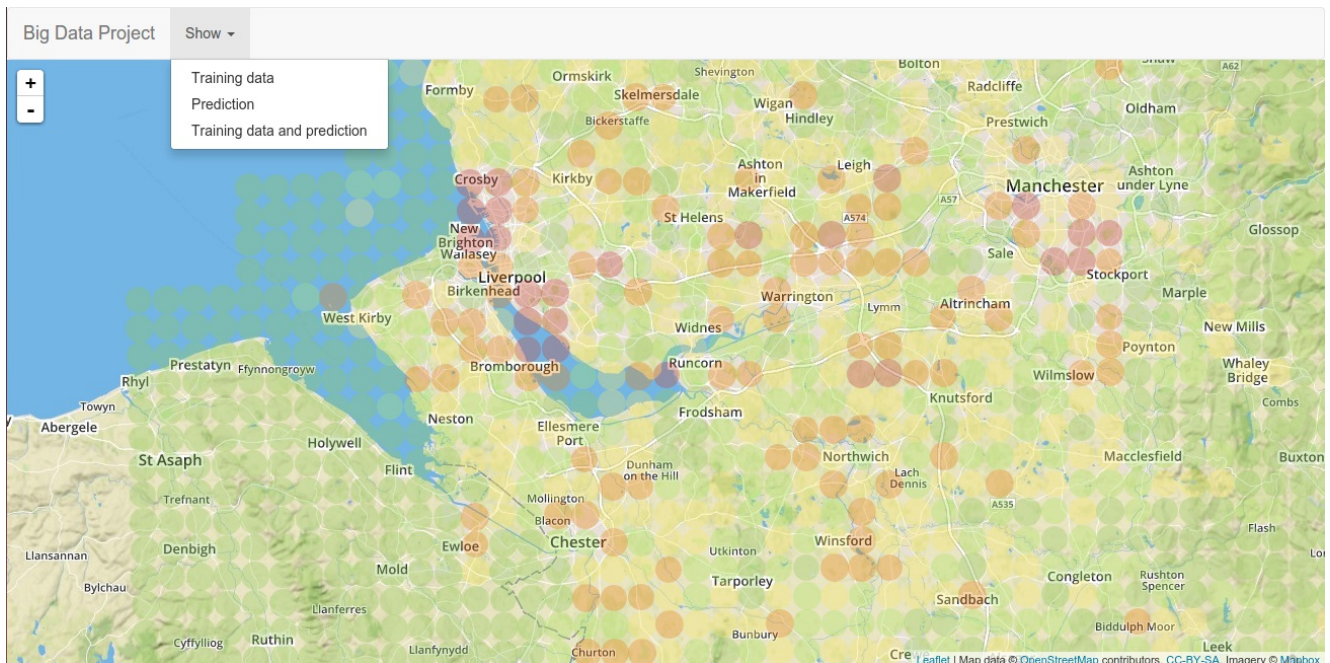 Big Data Project
Show
Training data
Prediction
Training data and prediction
+
-
Formby
Ormskirk
Shevington
Bolton
Shaw
A62
Skelmersdale
Wigan
Hindley
Radcliffe
Oldham
Bickerstaffe
Prestwich
Crosby
Kirkby
Ashton
in
Makerfield
Leigh
Manchester
Ashton
under Lyne
A57
St Helens
A574
New
Brighton
Wallasey
Sale
Glossop
Liverpool
Birkenhead
Stockport
Marple
Warrington
Lymm
Altrincham
West Kirby
Widnes
New Mills
Poynton
Prestatyn
Ffynnongroyw
Bromborough
Runcorn
Wilmslow
Whaley
Bridge
Rhyl
Knutsford
Combs
Towyn
Abergele
Neston
Frodsham
Ellesmere
Port
Holywell
St Asaph
Flint
Dunham
on the Hill
Northwich
Lach
Dennis
Macclesfield
Buxton
Trefnant
Mollington
A535
Blacon
Flash
Llansannan
Denbigh
Ewloe
Chester
Utkinton
Winsford
Mold
Tarporley
Congleton
Rushton
Spencer
Bylchau
Llanferres
Sandbach
Cyffylliog
Ruthin
Llanfynydd
Bunbury
Biddulph Moor
Churton
Leek
Leaflet | Map data © OpenStreetMap contributors, CC-BY-SA, Imagery © Mapbox